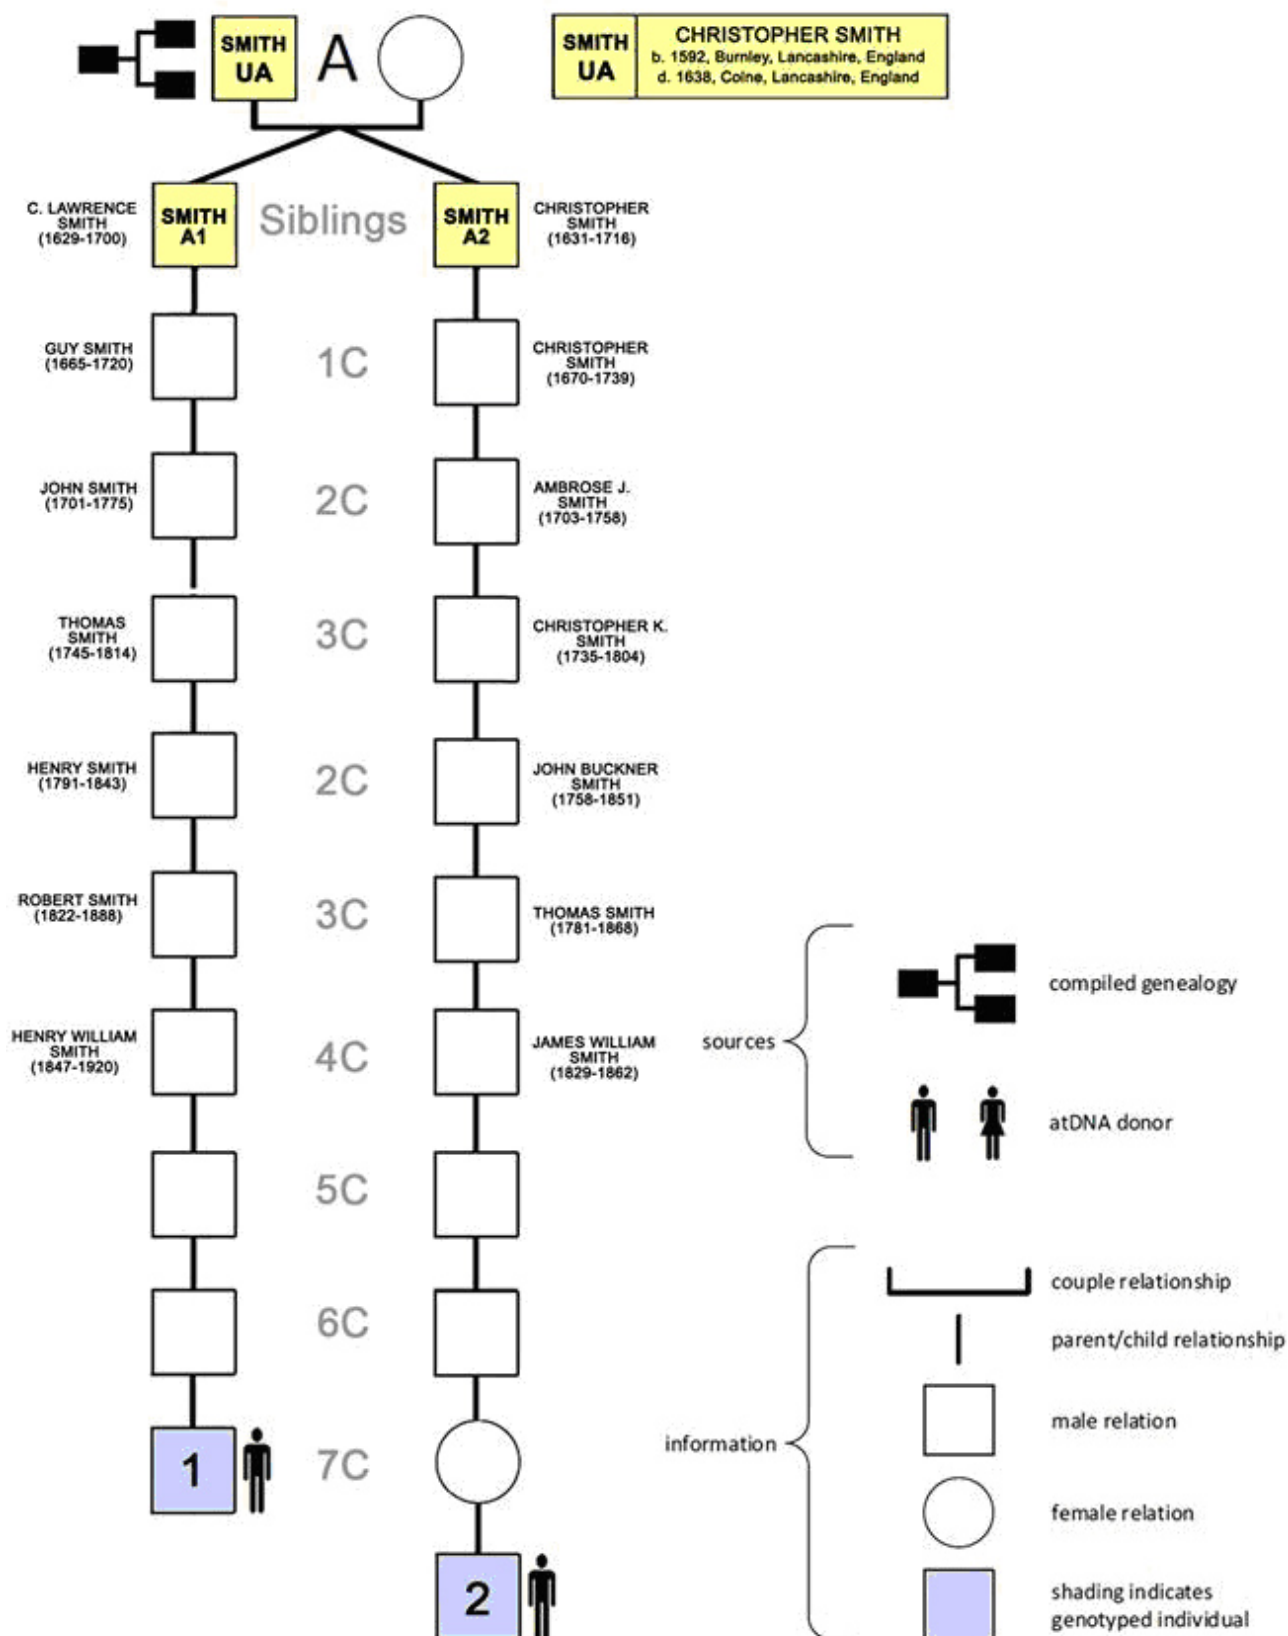 SMITH
UA
A
SMITH
UA
CHRISTOPHER SMITH
b. 1592, Burnley, Lancashire, England
d. 1638, Colne, Lancashire, England
C. LAWRENCE
SMITH
(1629-1700)
SMITH
A1
Siblings
SMITH
A2
CHRISTOPHER
SMITH
(1631-1716)
GUY SMITH
(1665-1720)
1C
CHRISTOPHER
SMITH
(1670-1739)
JOHN SMITH
(1701-1775)
2C
AMBROSE J.
SMITH
(1703-1758)
THOMAS
SMITH
(1745-1814)
3C
CHRISTOPHER K.
SMITH
(1735-1804)
HENRY SMITH
(1791-1843)
2C
JOHN BUCKNER
SMITH
(1758-1851)
ROBERT SMITH
(1822-1888)
3C
THOMAS SMITH
(1781-1868)
HENRY WILLIAM
SMITH
(1847-1920)
4C
JAMES WILLIAM
SMITH
(1829-1862)
5C
6C
1
7C
2
sources
compiled genealogy
atDNA donor
information
couple relationship
parent/child relationship
male relation
female relation
shading indicates
genotyped individual